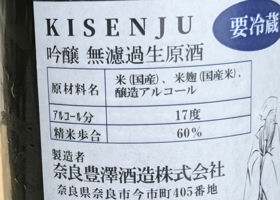 KISENJU
要冷蔵
吟醸 無濾過生原酒
原材料名 米(国産)、米麹(国産米)、
醸造アルコール
アルコール分 17度
精米歩合 60%
製造者
奈良豊澤酒造株式会社
奈良県奈良市今市町405番地